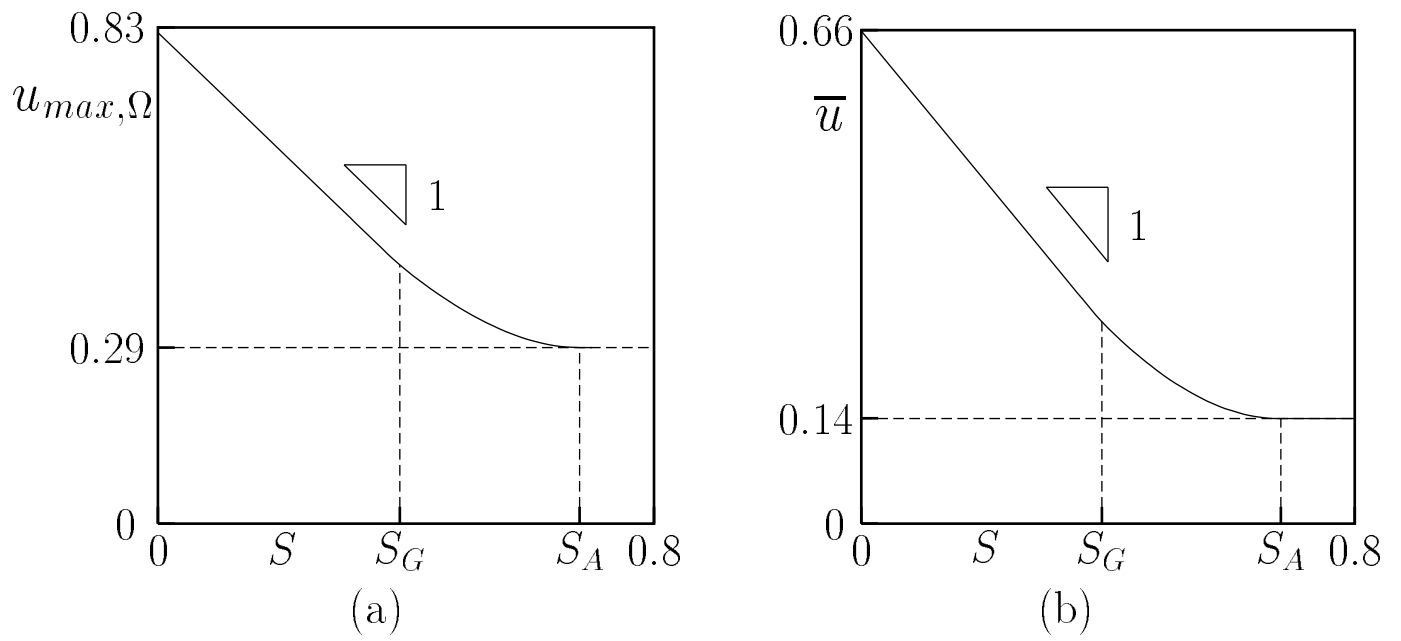 0.83
u_{max,Ω}
1
0.29
0
0 S S_G S_A 0.8
(a)
0.66
\overline{u}
1
0.14
0
0 S S_G S_A 0.8
(b)